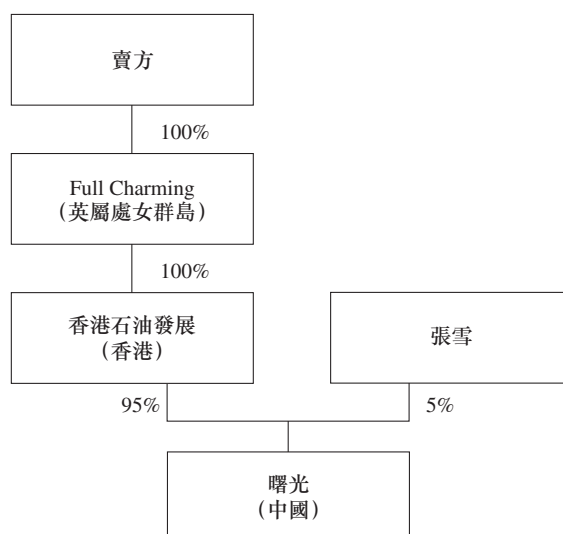 賣方
100%
Full Charming
（英屬處女群島）
100%
香港石油發展
（香港）
張雪
95%
5%
曙光
（中國）